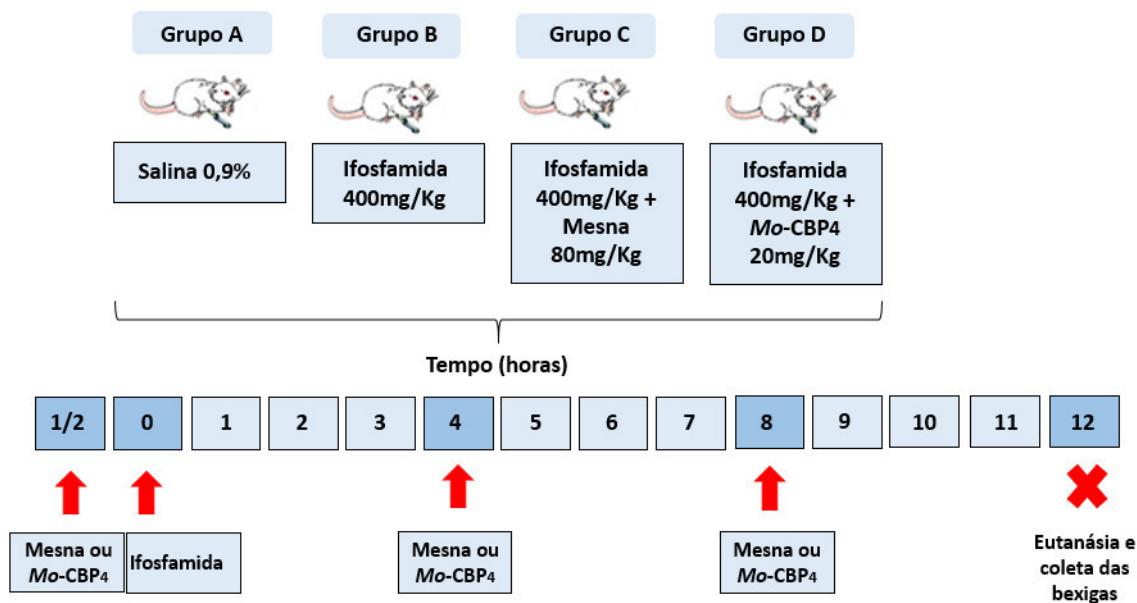 Grupo A
Grupo B
Grupo C
Grupo D
Salina 0,9%
Ifosfamida
400mg/Kg
Ifosfamida
400mg/Kg +
Mesna
80mg/Kg
Ifosfamida
400mg/Kg +
Mo-CBP4
20mg/Kg
Tempo (horas)
1/2 0 1 2 3 4 5 6 7 8 9 10 11 12
Mesna ou
Mo-CBP4
Ifosfamida
Mesna ou
Mo-CBP4
Mesna ou
Mo-CBP4
Eutanásia e
coleta das
bexigas